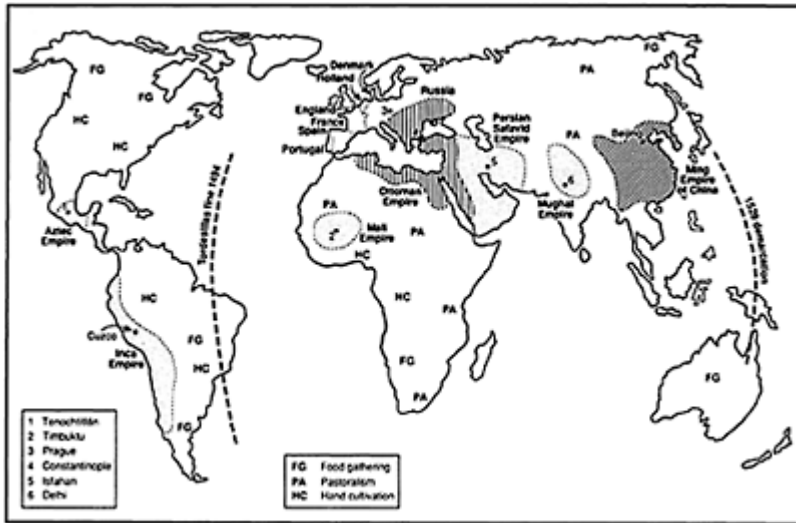 FG
FG
HC
HC
Aztec
Empire
Cuzco
Inca
Empire
HC
FG
HC
FG
Tordesillas line 1494
Denmark
Holland
England
France
Spain
Portugal
Russia
Ottoman
Empire
PA
2
Mali
Empire
PA
HC
HC
PA
FG
PA
Persian
Safavid Empire
5
PA
6
Mughal
Empire
PA
FG
Beijing
Ming
Empire
of China
1529 demarcation
FG
1 Tenochtitlán
2 Timbuktu
3 Prague
4 Constantinople
5 Isfahan
6 Delhi
FG Food gathering
PA Pastoralism
HC Hand cultivation